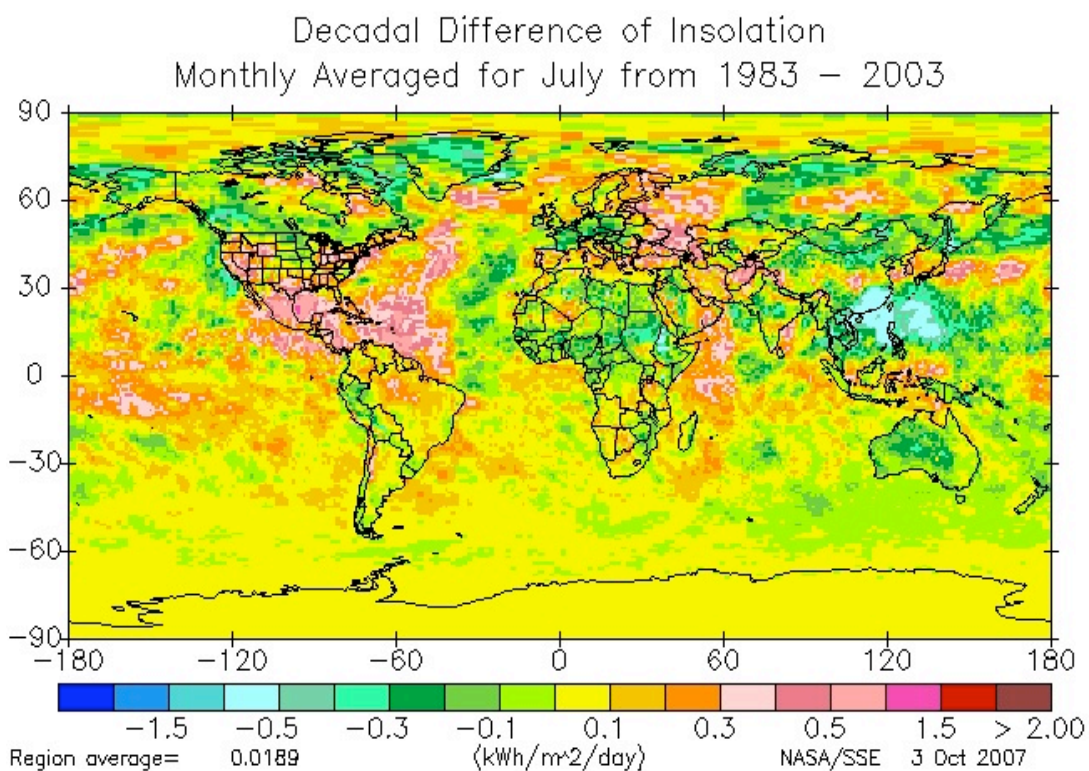 Decadal Difference of Insolation
Monthly Averaged for July from 1983 – 2003
90
60
30
0
−30
−60
−90
−180 −120 −60 0 60 120 180
−1.5 −0.5 −0.3 −0.1 0.1 0.3 0.5 1.5 > 2.00
Region average= 0.0189 (kWh/m^2/day) NASA/SSE 3 Oct 2007